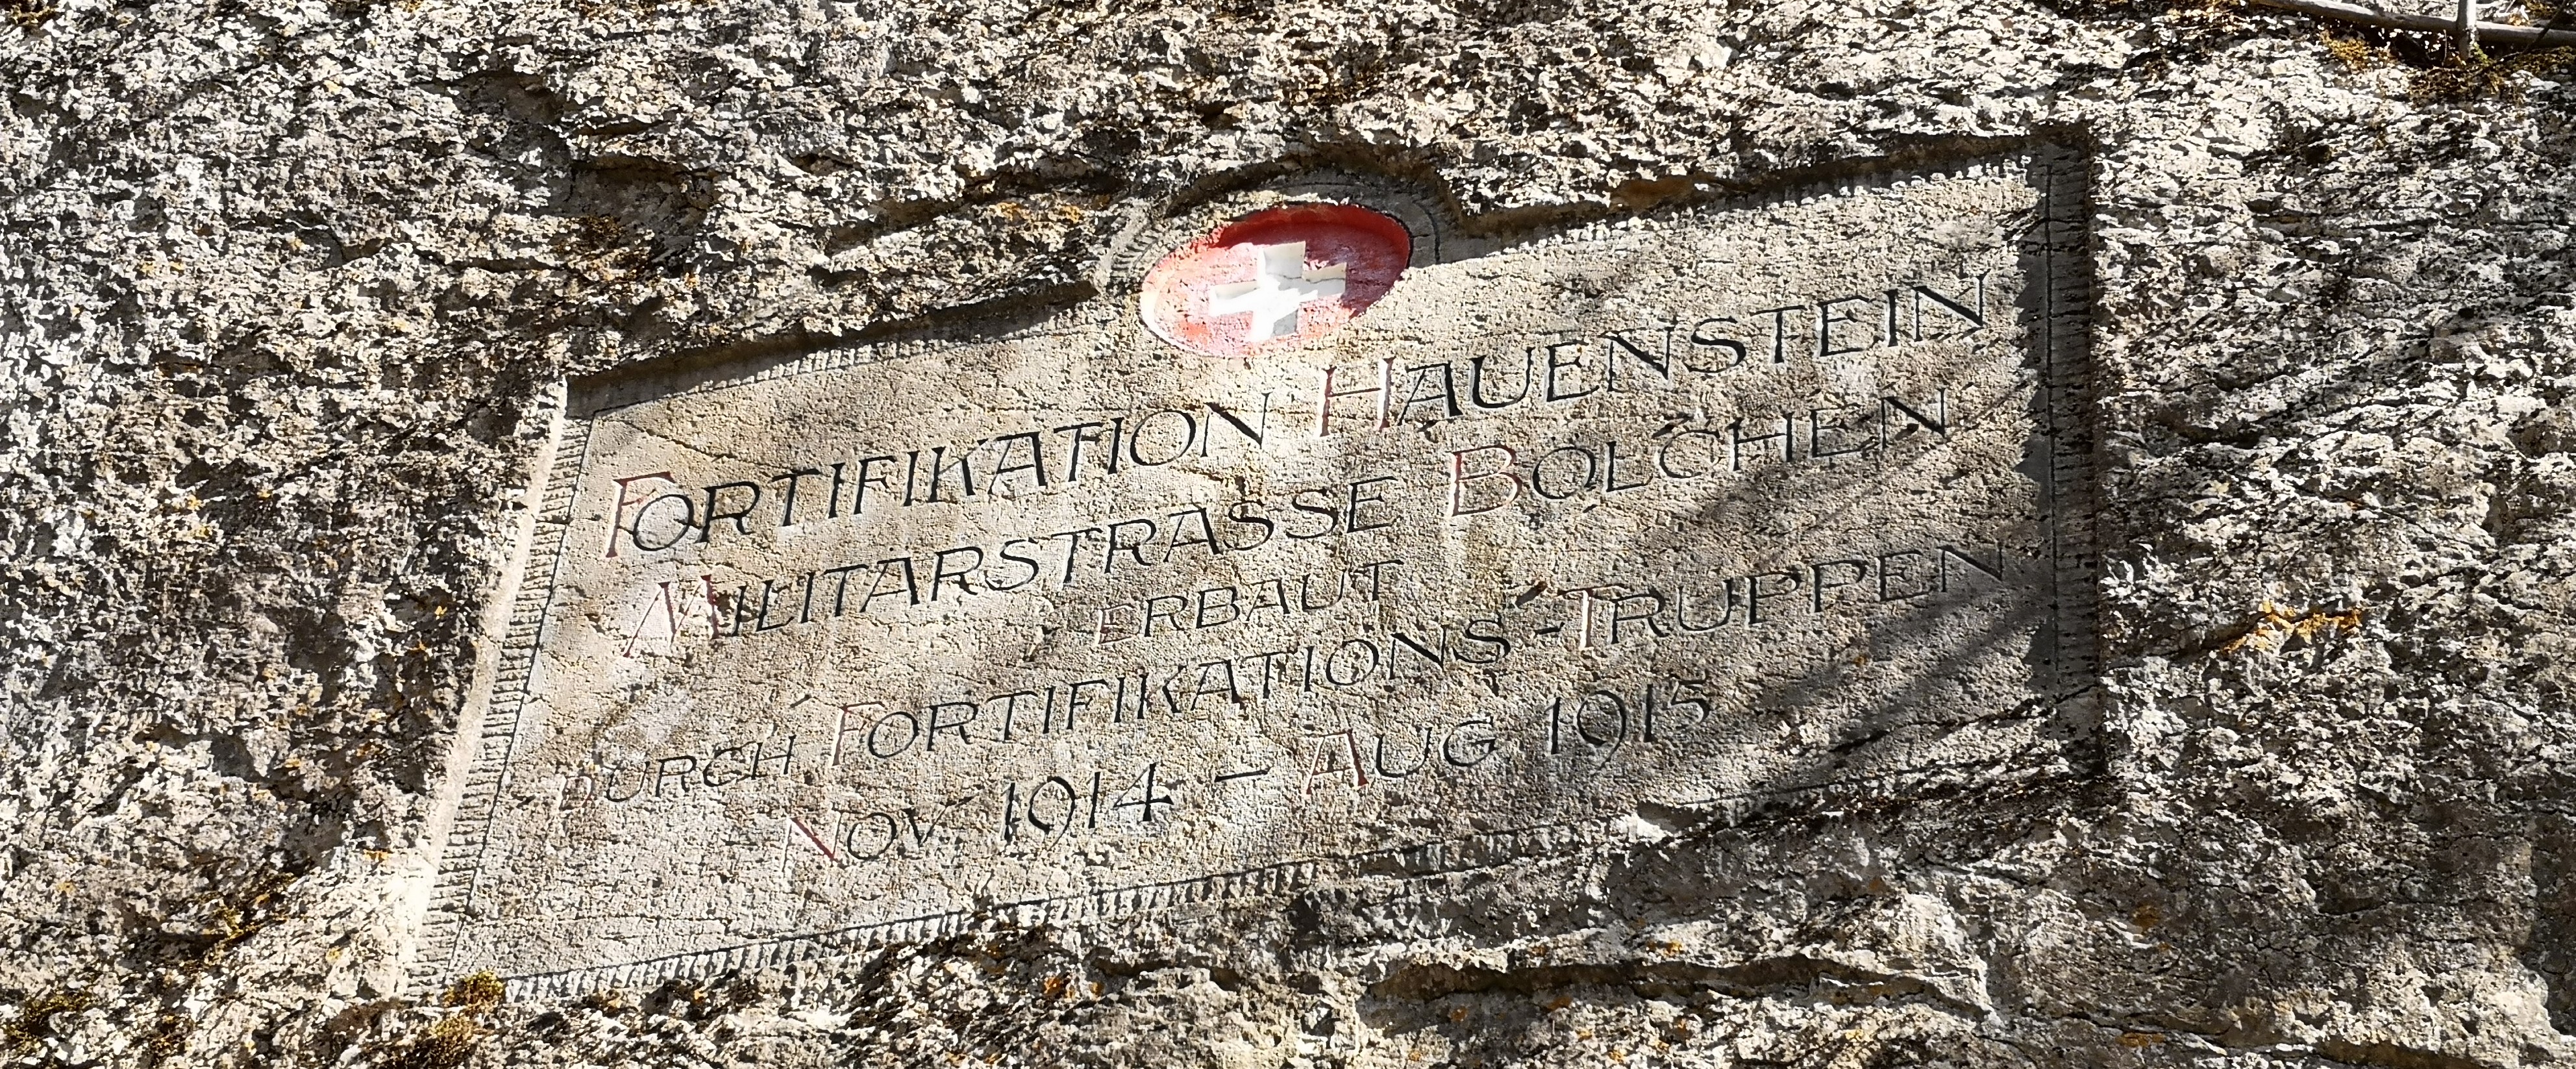 FORTIFIKATION HAUENSTEIN
MILITARSTRASSE BOLCHEN
ERBAUT
DURCH FORTIFIKATIONS-TRUPPEN
NOV 1914 – AUG 1915